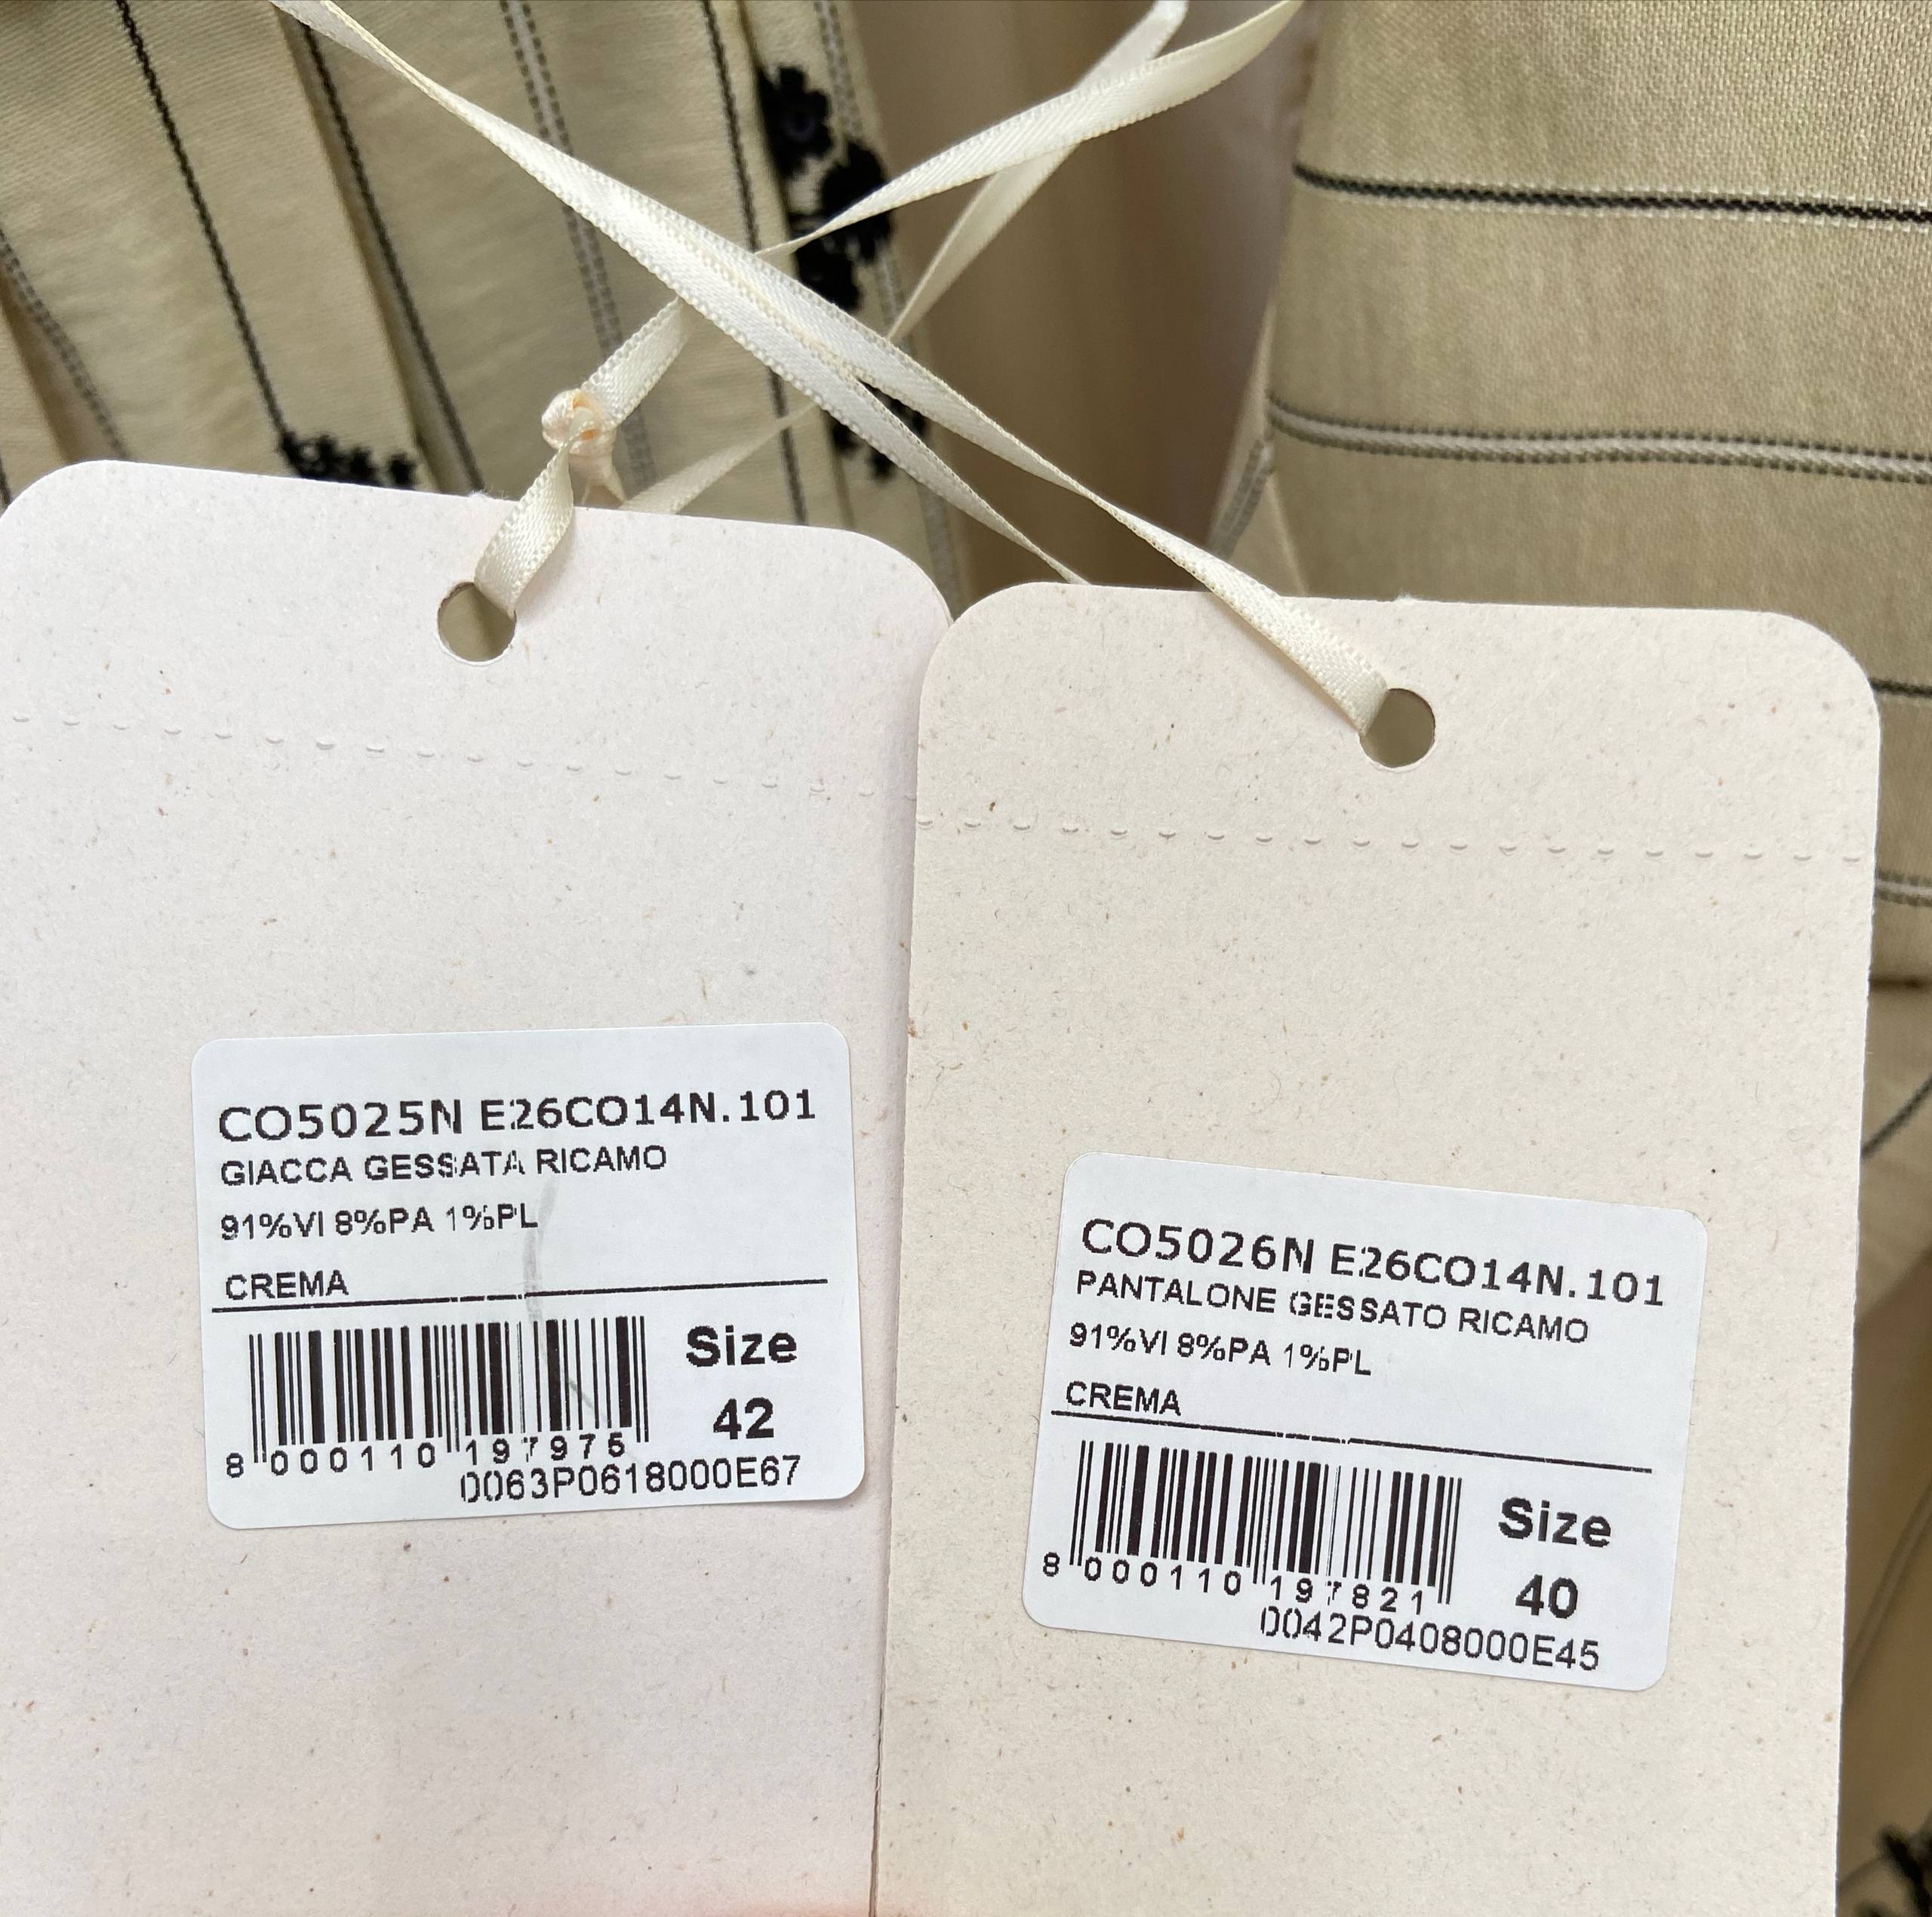 CO5025N E26CO14N.101
GIACCA GESSATA RICAMO
91%VI 8%PA 1%PL
CREMA
Size
42
8 000110 197975
0063P0618000E67
CO5026N E26CO14N.101
PANTALONE GESSATO RICAMO
91%VI 8%PA 1%PL
CREMA
Size
40
8 000110 197821
0042P0408000E45